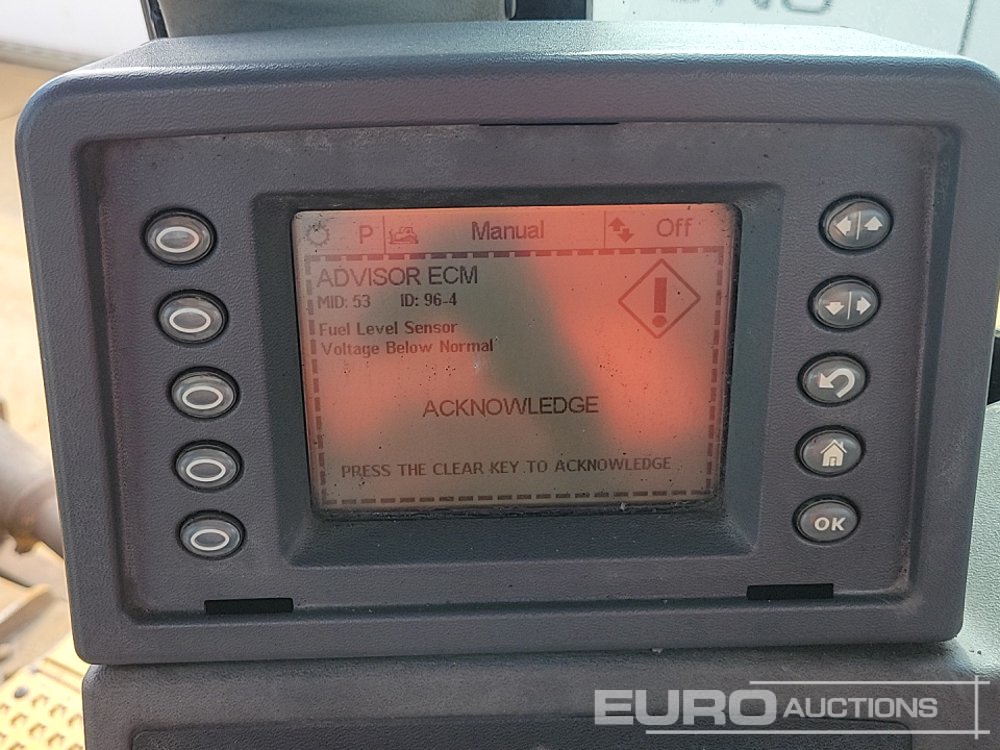 P Manual Off
ADVISOR ECM
MID: 53 ID: 96-4
Fuel Level Sensor
Voltage Below Normal
ACKNOWLEDGE
PRESS THE CLEAR KEY TO ACKNOWLEDGE
OK
EURO AUCTIONS